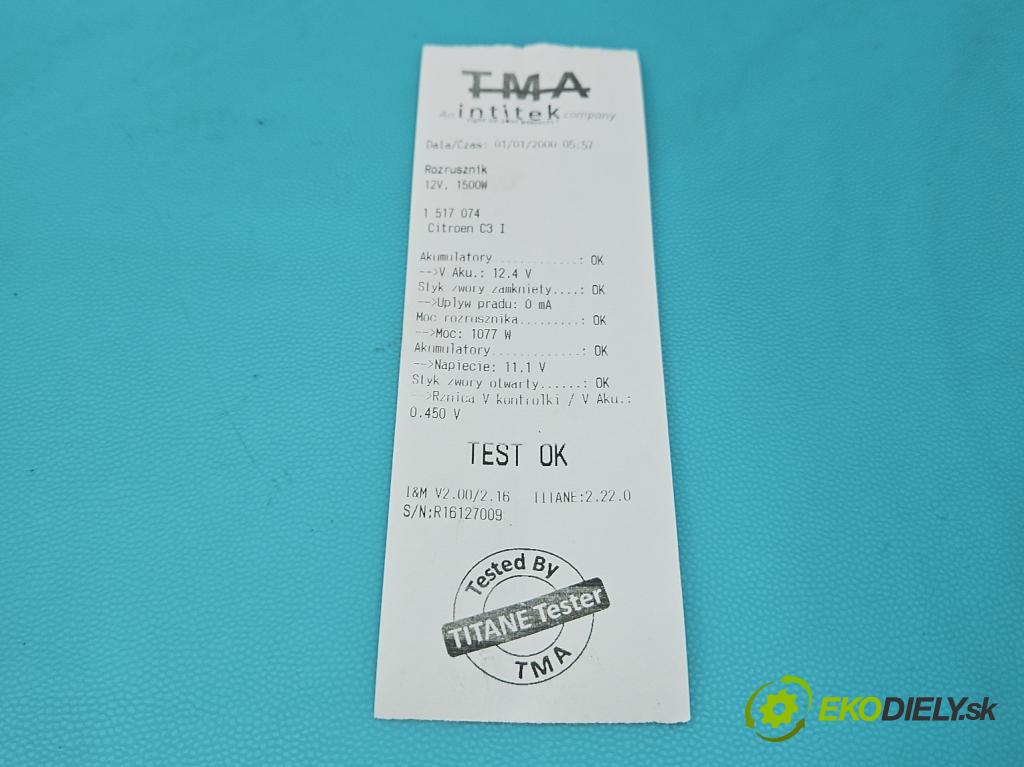 TMA
An intitek company
Data/Czas: 01/01/2000 05:57
Rozrusznik
12V, 1500W
1 517 074
Citroen C3 I
Akumulatory............: OK
-->V Aku.: 12.4 V
Styk zwory zamkniety....: OK
-->Uplyw pradu: 0 mA
Moc rozrusznika.........: OK
-->Moc: 1077 W
Akumulatory.............: OK
-->Napiecie: 11.1 V
Styk zwory otwarty......: OK
-->Rznica V kontrolki / V Aku.:
0.450 V
TEST OK
I&M V2.00/2.16 TITANE:2.22.0
S/N:R16127009
Tested By
TITANE Tester
TMA
EKODIELY.sk